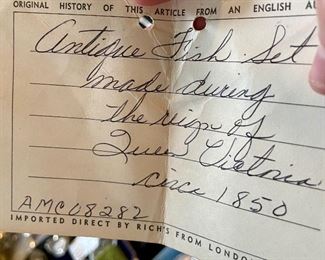 ORIGINAL HISTORY OF THIS ARTICLE FROM AN ENGLISH
Antique Fish Set
made during
the reign of
Queen Victoria
circa 1850
AMC08282
IMPORTED DIRECT BY RICH'S FROM LONDON